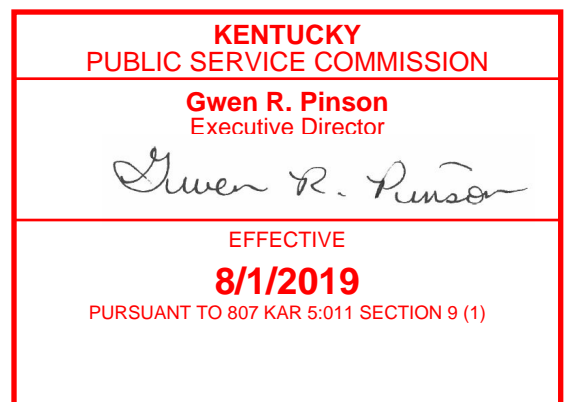 KENTUCKY
PUBLIC SERVICE COMMISSION
Gwen R. Pinson
Executive Director
Gwen R. Pinson
EFFECTIVE
8/1/2019
PURSUANT TO 807 KAR 5:011 SECTION 9 (1)